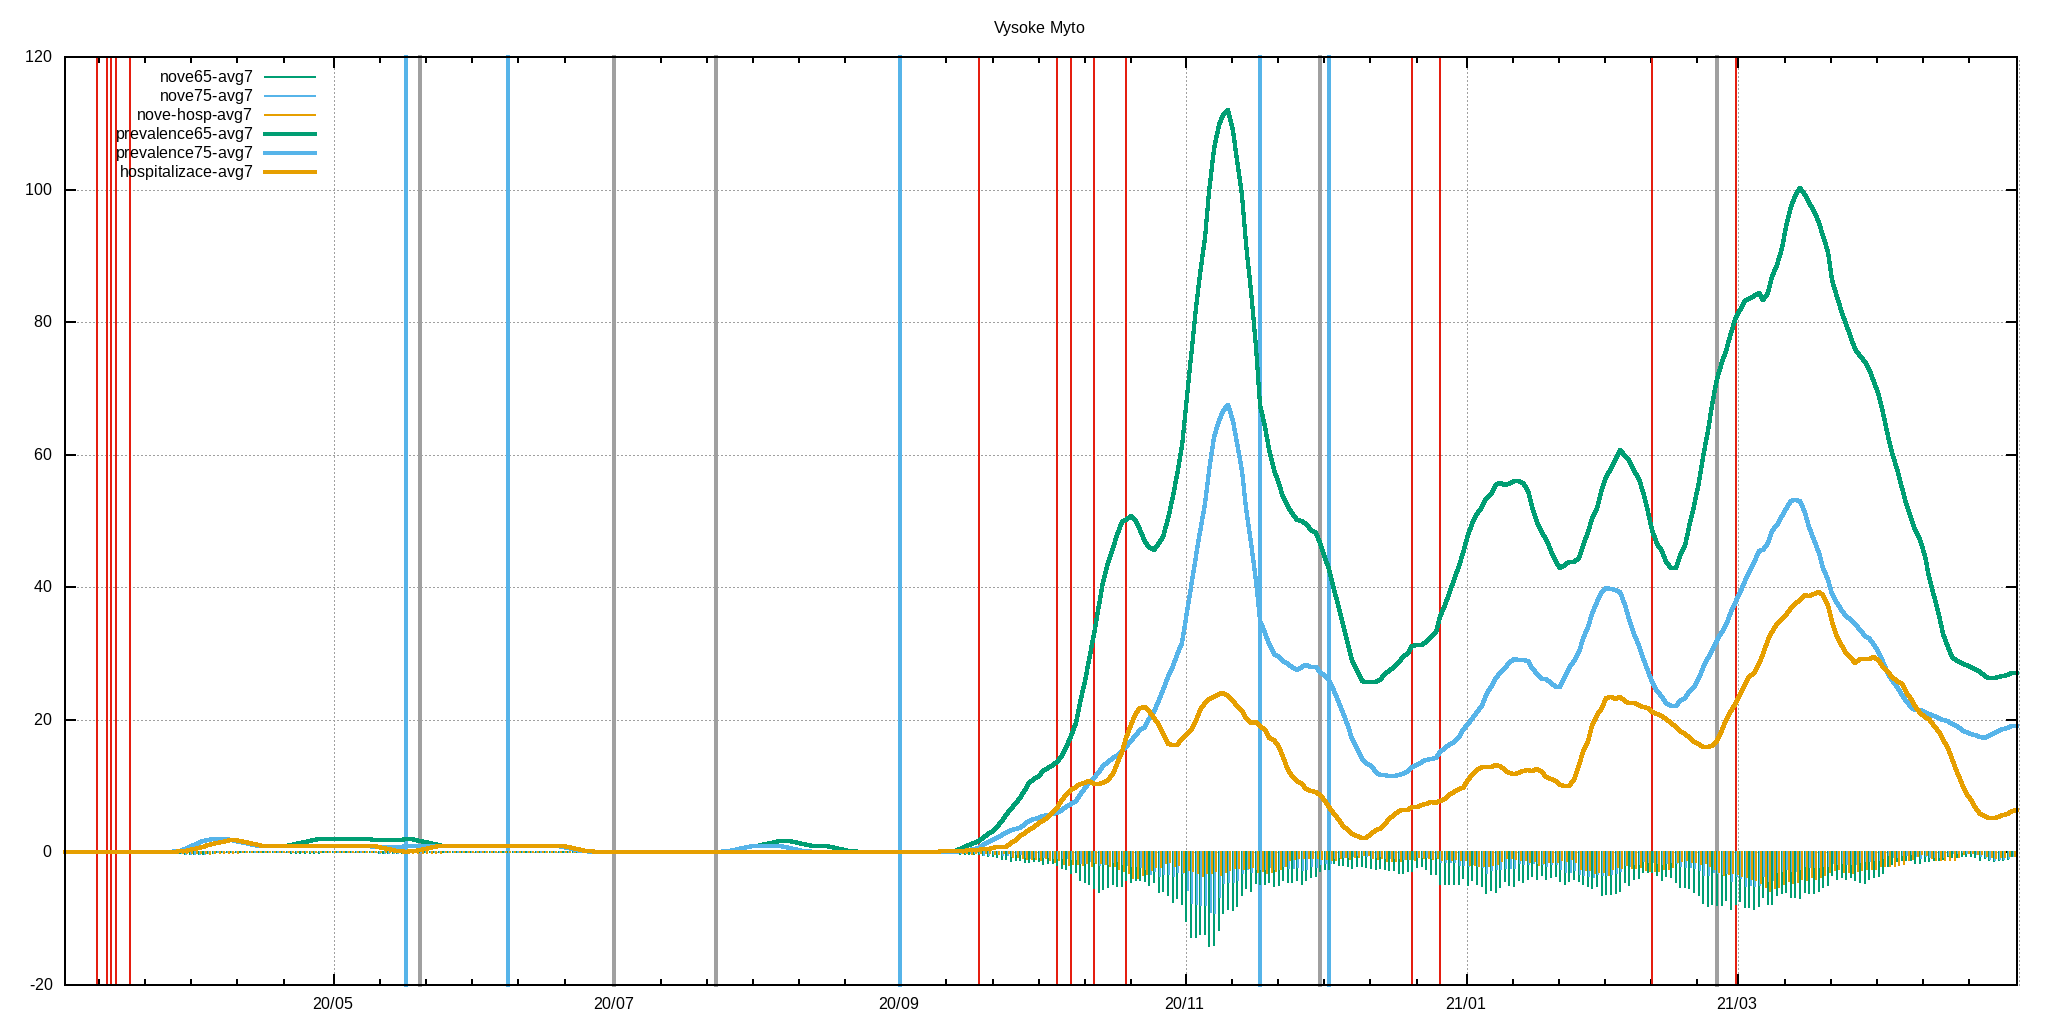 Vysoke Myto
120
100
80
60
40
20
0
-20
nove65-avg7
nove75-avg7
nove-hosp-avg7
prevalence65-avg7
prevalence75-avg7
hospitalizace-avg7
20/05 20/07 20/09 20/11 21/01 21/03